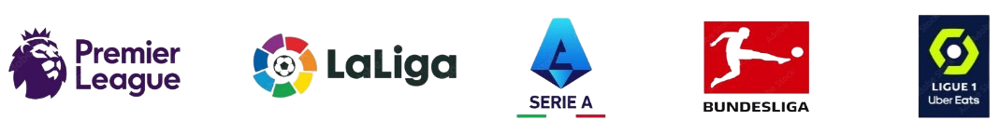 Premier
League
LaLiga
SERIE A
BUNDESLIGA
LIGUE 1
Uber Eats